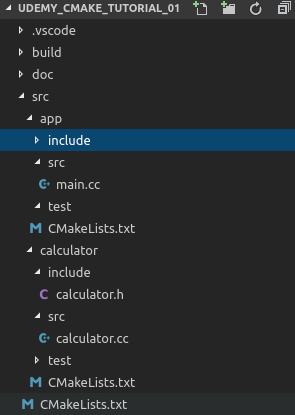 UDEMY_CMAKE_TUTORIAL_01
.vscode
build
doc
src
app
include
src
main.cc
test
CMakeLists.txt
calculator
include
calculator.h
src
calculator.cc
test
CMakeLists.txt
CMakeLists.txt